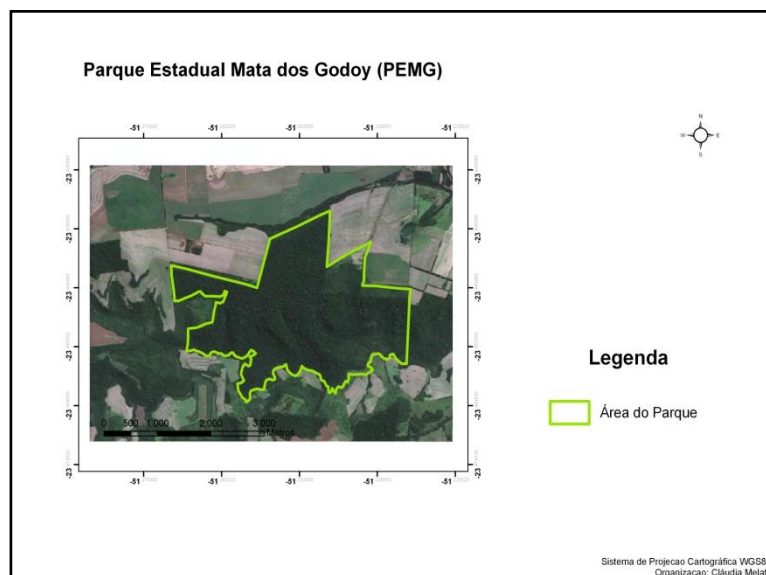 Parque Estadual Mata dos Godoy (PEMG)
N
W E
S
-51 -51 -51 -51 -51
-23 -23
-23 -23
-23 -23
-23 -23
-23 -23
-23 -23
0 500 1.000 2.000 3.000
Metros
-51 -51 -51 -51 -51
Legenda
Área do Parque
Sistema de Projecao Cartográfica WGS8
Organizacao: Cláudia Melat